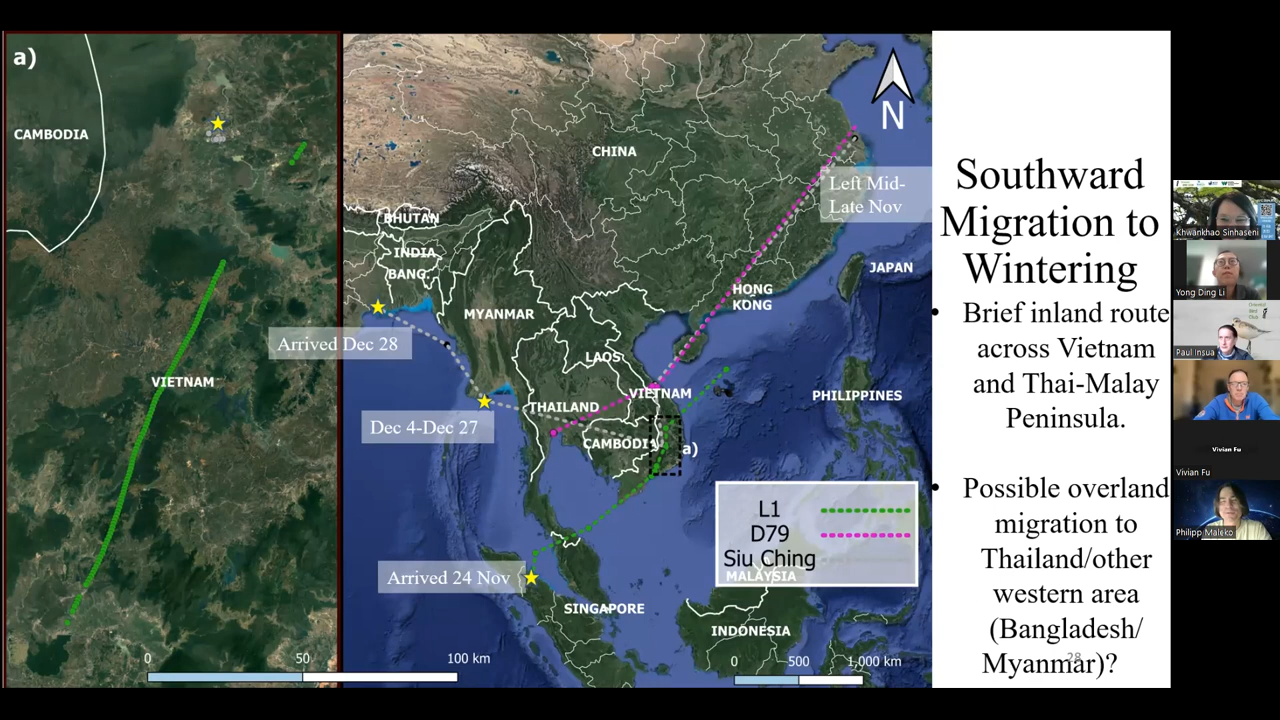 a)
CAMBODIA
VIETNAM
0
50
100 km
CHINA
BHUTAN
INDIA
BANG.
MYANMAR
LAOS
THAILAND
VIETNAM
CAMBODI
a)
HONG
KONG
JAPAN
PHILIPPINES
MALAYSIA
SINGAPORE
INDONESIA
N
Left Mid-
Late Nov
Arrived Dec 28
Dec 4-Dec 27
Arrived 24 Nov
L1
D79
Siu Ching
0
500
1,000 km
Southward
Migration to
Wintering
• Brief inland route
across Vietnam
and Thai-Malay
Peninsula.
• Possible overland
migration to
Thailand/other
western area
(Bangladesh/
Myanmar)?
28
Khwankhao Sinhaseni
Yong Ding Li
Paul Insua
Vivian Fu
Vivian Fu
Philipp Maleko